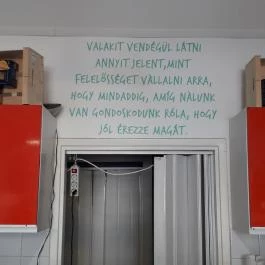 VALAKIT VENDÉGÜL LÁTNI
ANNYIT JELENT,MINT
FELELŐSSÉGET VÁLLALNI ARRA,
HOGY MINDADDIG, AMÍG NÁLUNK
VAN GONDOSKODUNK RÓLA, HOGY
JÓL ÉREZZE MAGÁT.